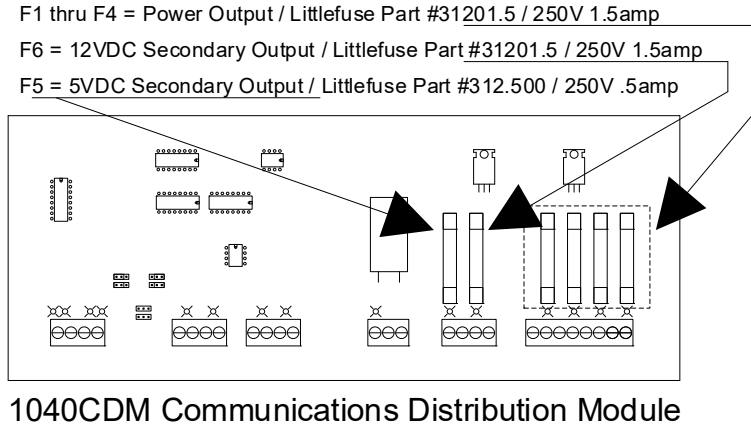 F1 thru F4 = Power Output / Littlefuse Part #31201.5 / 250V 1.5amp
F6 = 12VDC Secondary Output / Littlefuse Part #31201.5 / 250V 1.5amp
F5 = 5VDC Secondary Output / Littlefuse Part #312.500 / 250V .5amp
1040CDM Communications Distribution Module